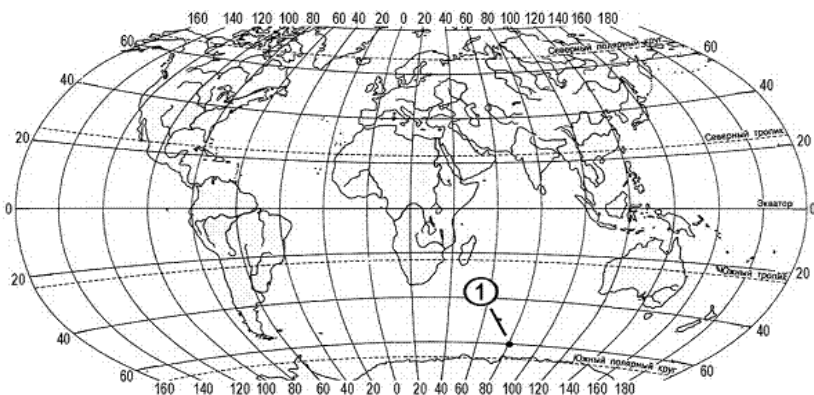 160 140 120 100 80 60 40 20 0 20 40 60 80 100 120 140 160 180
60 Северный полярный круг 60
40 40
20 Северный тропик 20
0 Экватор 0
20 Южный тропик 20
1
40 40
60 Южный полярный круг 60
160 140 120 100 80 60 40 20 0 20 40 60 80 100 120 140 160 180